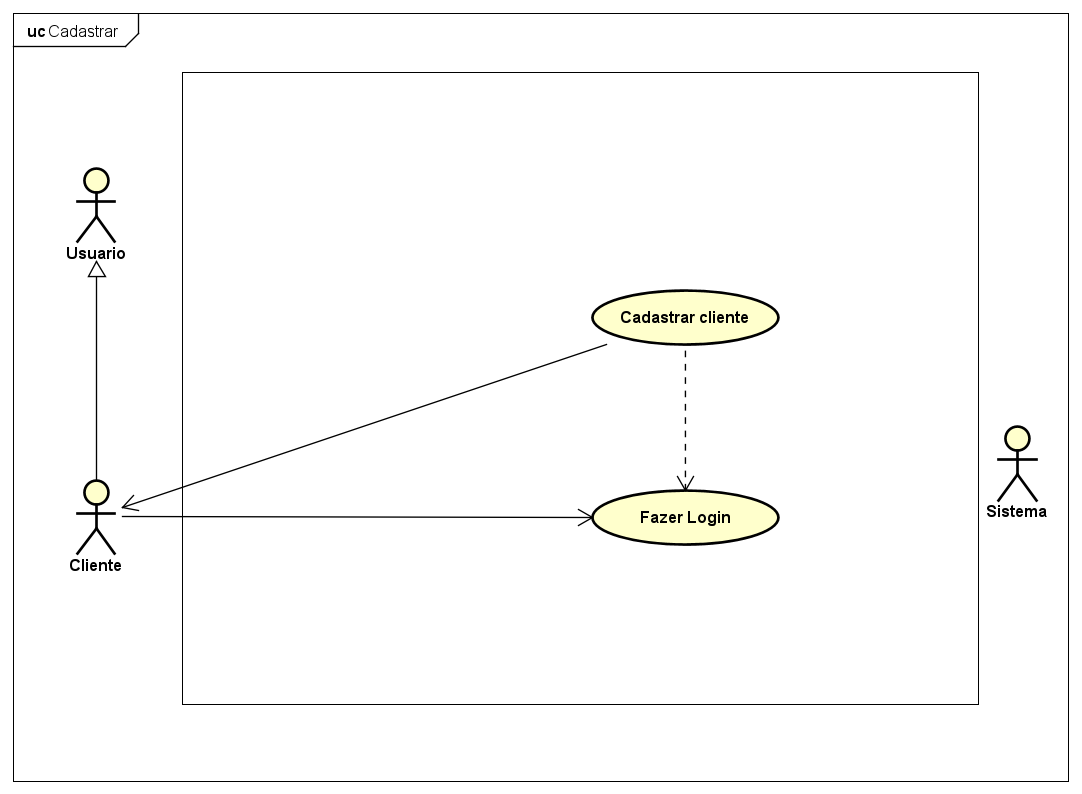 uc Cadastrar
Usuario
Cadastrar cliente
Sistema
Fazer Login
Cliente